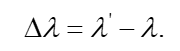 Δλ = λ' − λ.